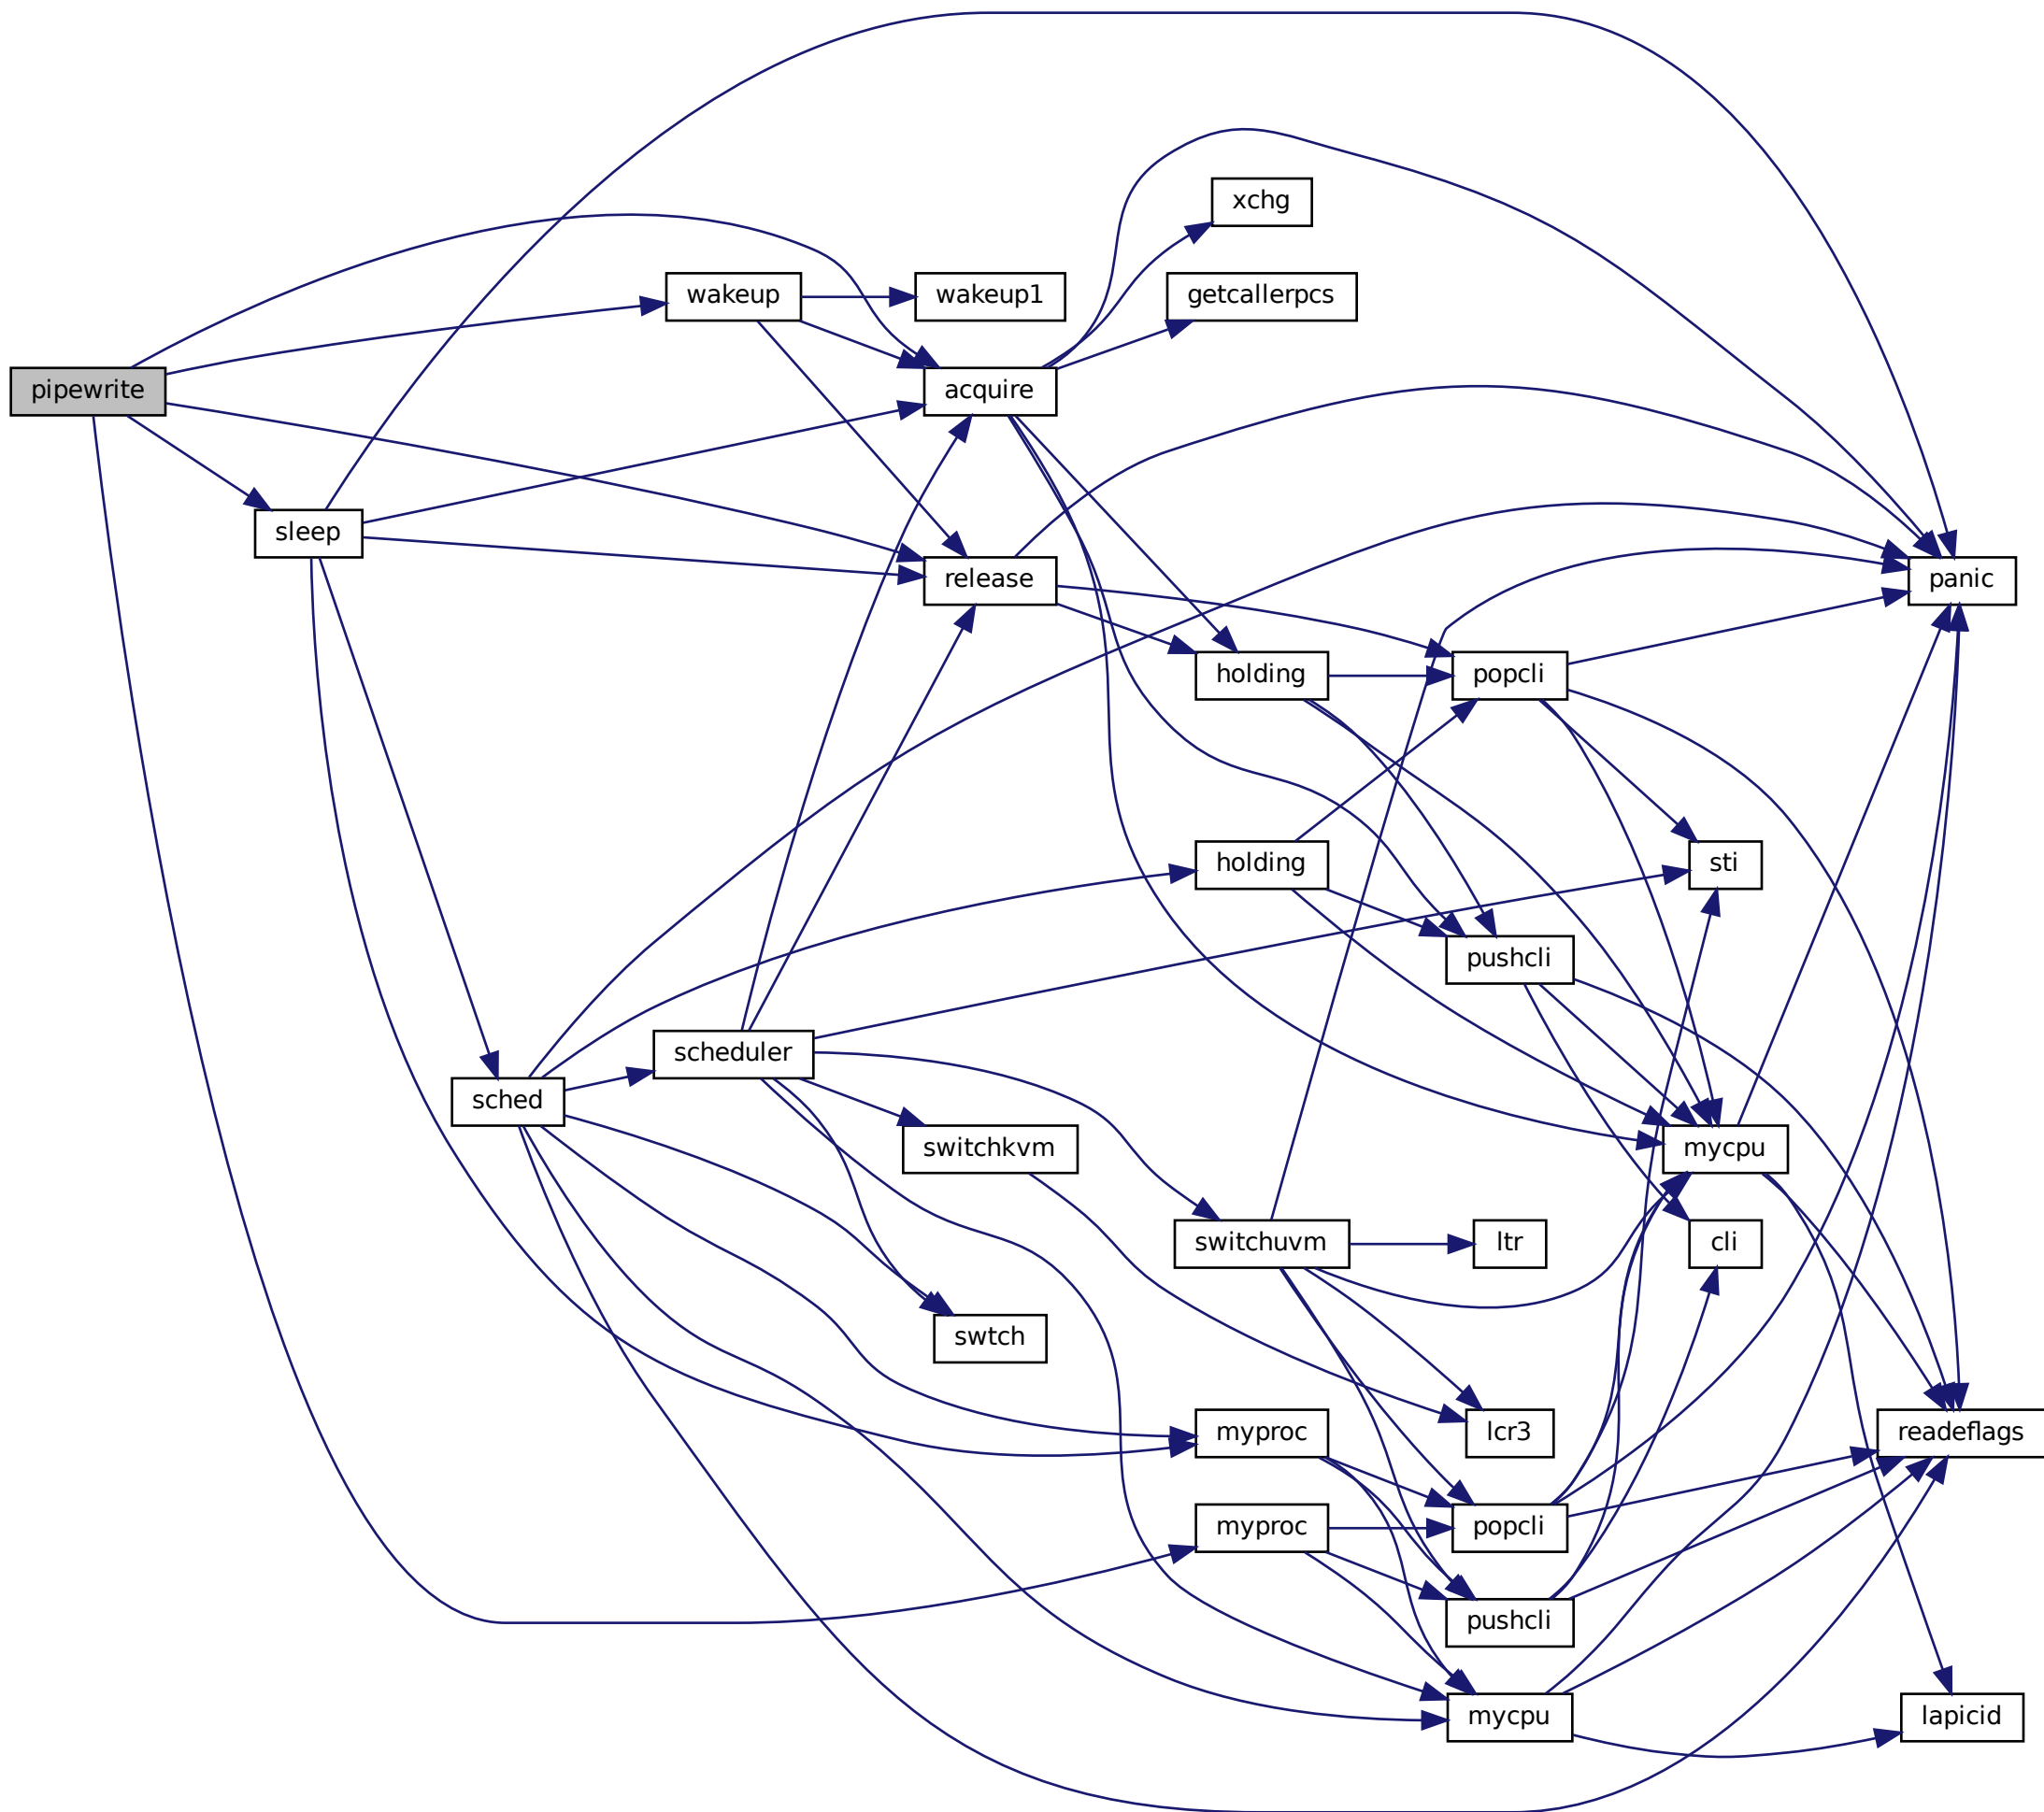 xchg
wakeup
wakeup1
getcallerpcs
pipewrite
acquire
sleep
release
panic
holding
popcli
holding
sti
pushcli
scheduler
sched
switchkvm
mycpu
switchuvm
ltr
cli
swtch
myproc
lcr3
readeflags
myproc
popcli
pushcli
mycpu
lapicid